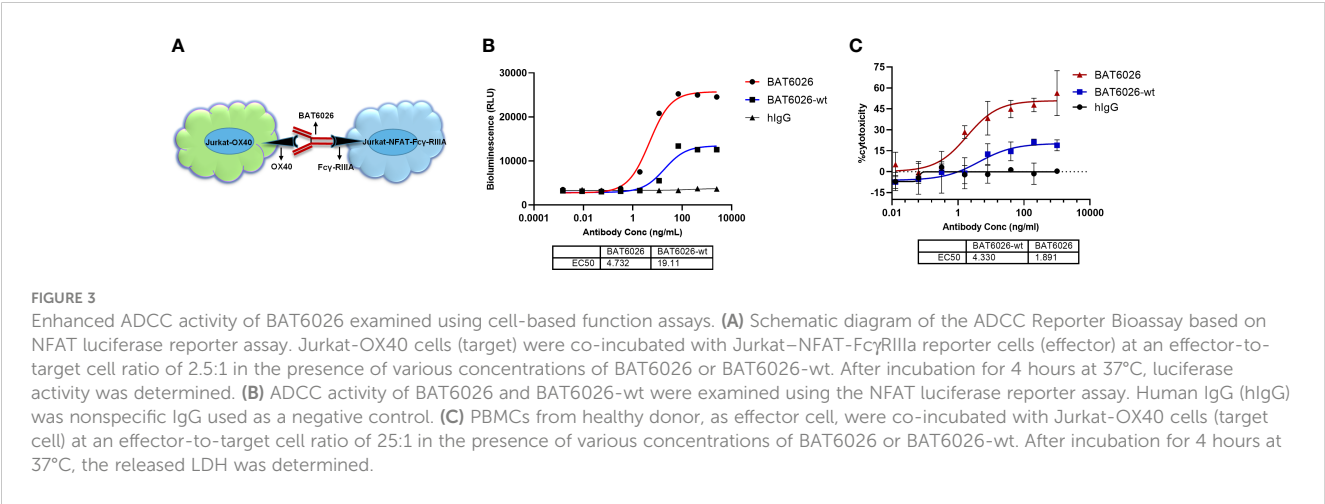 A
BAT6026
Jurkat-OX40
Jurkat-NFAT-Fcγ-RIIIA
OX40
Fcγ-RIIIA
B
30000
20000
10000
0
Bioluminescence (RLU)
0.0001
0.01
1
100
10000
Antibody Conc (ng/mL)
BAT6026
BAT6026-wt
hIgG
BAT6026 BAT6026-wt
EC50 4.732 19.11
C
75
60
45
30
15
0
-15
%cytotoxicity
0.01
1
100
10000
Antibody Conc (ng/ml)
BAT6026
BAT6026-wt
hIgG
BAT6026-wt BAT6026
EC50 4.330 1.891
FIGURE 3
Enhanced ADCC activity of BAT6026 examined using cell-based function assays. (A) Schematic diagram of the ADCC Reporter Bioassay based on
NFAT luciferase reporter assay. Jurkat-OX40 cells (target) were co-incubated with Jurkat–NFAT-FcγRIIIa reporter cells (effector) at an effector-to-
target cell ratio of 2.5:1 in the presence of various concentrations of BAT6026 or BAT6026-wt. After incubation for 4 hours at 37°C, luciferase
activity was determined. (B) ADCC activity of BAT6026 and BAT6026-wt were examined using the NFAT luciferase reporter assay. Human IgG (hIgG)
was nonspecific IgG used as a negative control. (C) PBMCs from healthy donor, as effector cell, were co-incubated with Jurkat-OX40 cells (target
cell) at an effector-to-target cell ratio of 25:1 in the presence of various concentrations of BAT6026 or BAT6026-wt. After incubation for 4 hours at
37°C, the released LDH was determined.